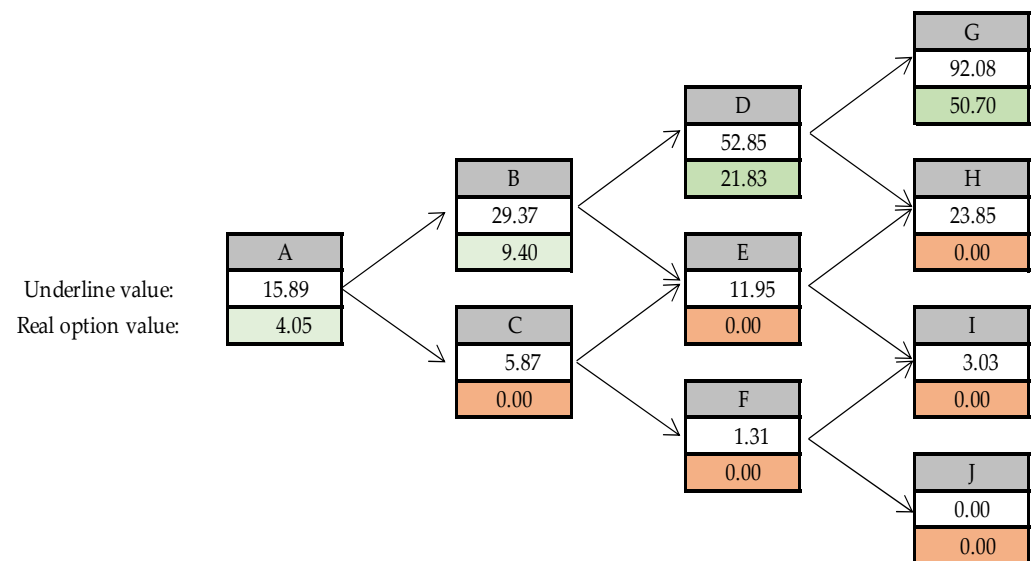 G
92.08
50.70
D
52.85
21.83
B
29.37
9.40
H
23.85
0.00
A
Underline value:
15.89
Real option value:
4.05
E
11.95
0.00
C
5.87
0.00
I
3.03
0.00
F
1.31
0.00
J
0.00
0.00